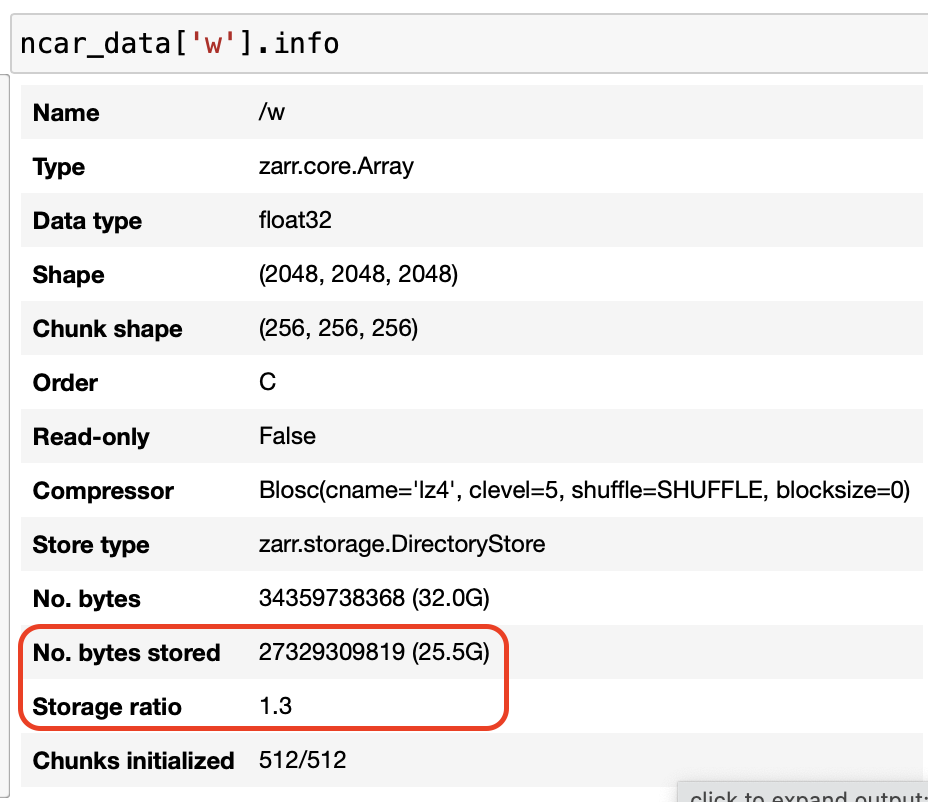 ncar_data['w'].info
Name /w
Type zarr.core.Array
Data type float32
Shape (2048, 2048, 2048)
Chunk shape (256, 256, 256)
Order C
Read-only False
Compressor Blosc(cname='lz4', clevel=5, shuffle=SHUFFLE, blocksize=0)
Store type zarr.storage.DirectoryStore
No. bytes 34359738368 (32.0G)
No. bytes stored 27329309819 (25.5G)
Storage ratio 1.3
Chunks initialized 512/512
click to expand output;